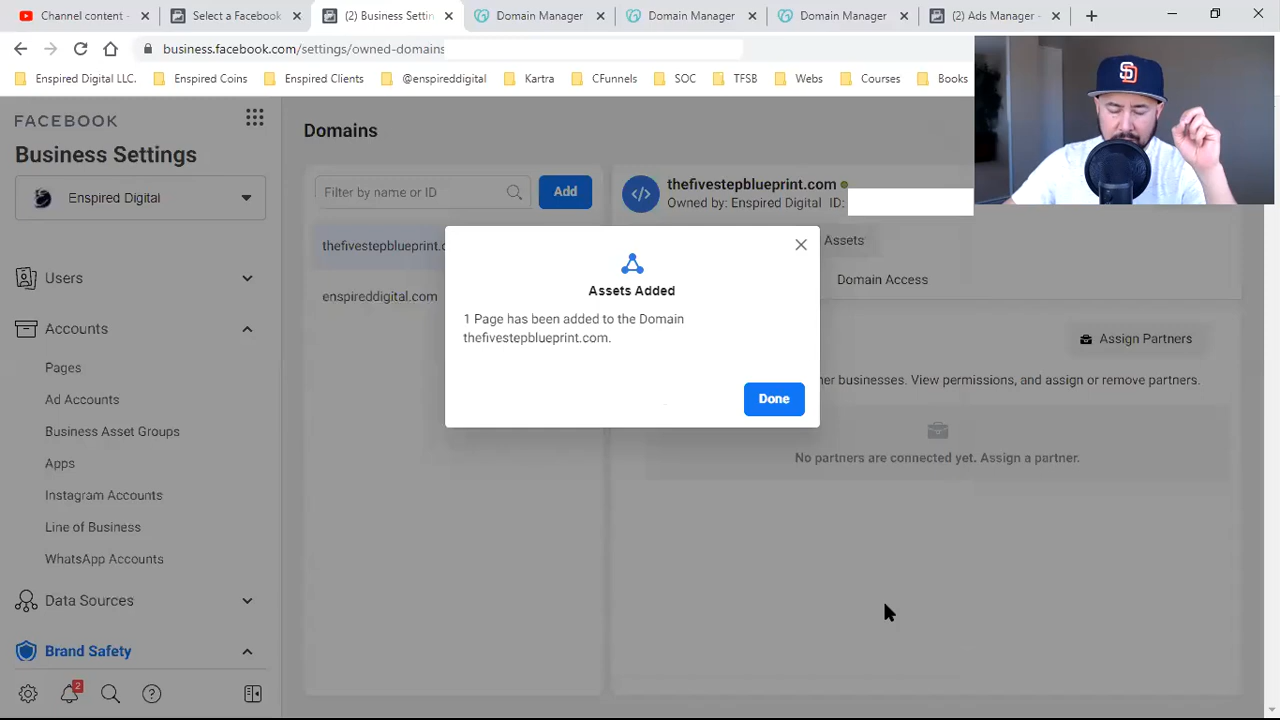 Channel content -
Select a Facebook
(2) Business Settin
Domain Manager
Domain Manager
Domain Manager
(2) Ads Manager -
business.facebook.com/settings/owned-domains
Enspired Digital LLC.
Enspired Coins
Enspired Clients
@enspireddigital
Kartra
CFunnels
SOC
TFSB
Webs
Courses
Books
FACEBOOK
Business Settings
Enspired Digital
Users
Accounts
Pages
Ad Accounts
Business Asset Groups
Apps
Instagram Accounts
Line of Business
WhatsApp Accounts
Data Sources
Brand Safety
2
Domains
Filter by name or ID
Add
thefivestepblueprint.c
enspireddigital.com
thefivestepblueprint.com
Owned by: Enspired Digital ID:
Assets
Domain Access
Assign Partners
er businesses. View permissions, and assign or remove partners.
No partners are connected yet. Assign a partner.
Assets Added
1 Page has been added to the Domain
thefivestepblueprint.com.
Done
SD